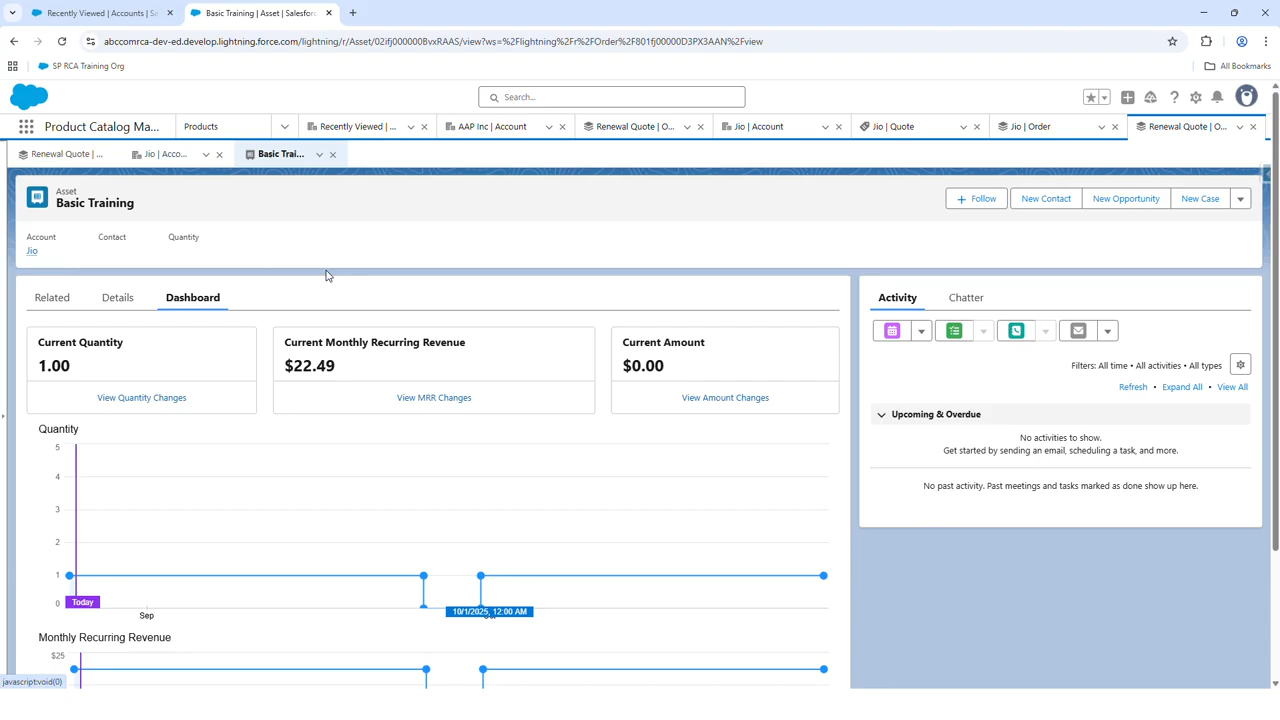 Recently Viewed | Accounts | Sa
Basic Training | Asset | Salesforc
abccomrca-dev-ed.develop.lightning.force.com/lightning/r/Asset/02ifj000000BvxRAAS/view?ws=%2Flightning%2Fr%2FOrder%2F801fj00000D3PX3AAN%2Fview
SP RCA Training Org
All Bookmarks
Search...
Product Catalog Ma...
Products
Recently Viewed | ...
AAP Inc | Account
Renewal Quote | O...
Jio | Account
Jio | Quote
Jio | Order
Renewal Quote | O...
Renewal Quote | ...
Jio | Acco...
Basic Trai...
Asset
Basic Training
Follow
New Contact
New Opportunity
New Case
Account
Contact
Quantity
Jio
Related
Details
Dashboard
Activity
Chatter
Current Quantity
1.00
View Quantity Changes
Current Monthly Recurring Revenue
$22.49
View MRR Changes
Current Amount
$0.00
View Amount Changes
Filters: All time • All activities • All types
Refresh • Expand All • View All
Upcoming & Overdue
No activities to show.
Get started by sending an email, scheduling a task, and more.
No past activity. Past meetings and tasks marked as done show up here.
Quantity
5
4
3
2
1
0
Today
Sep
10/1/2025, 12:00 AM
Monthly Recurring Revenue
$25
javascript:void(0)